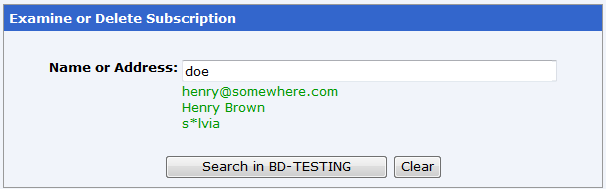 Examine or Delete Subscription
Name or Address: doe
henry@somewhere.com
Henry Brown
s*lvia
Search in BD-TESTING Clear